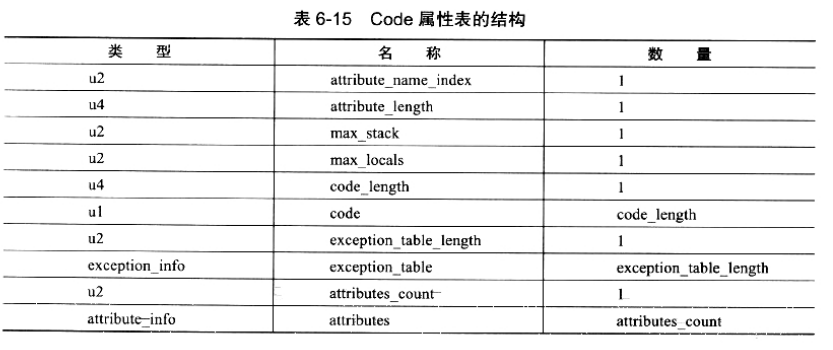 表 6-15 Code 属性表的结构
类 型 名 称 数 量
u2 attribute_name_index 1
u4 attribute_length 1
u2 max_stack 1
u2 max_locals 1
u4 code_length 1
u1 code code_length
u2 exception_table_length 1
exception_info exception_table exception_table_length
u2 attributes_count 1
attribute_info attributes attributes_count